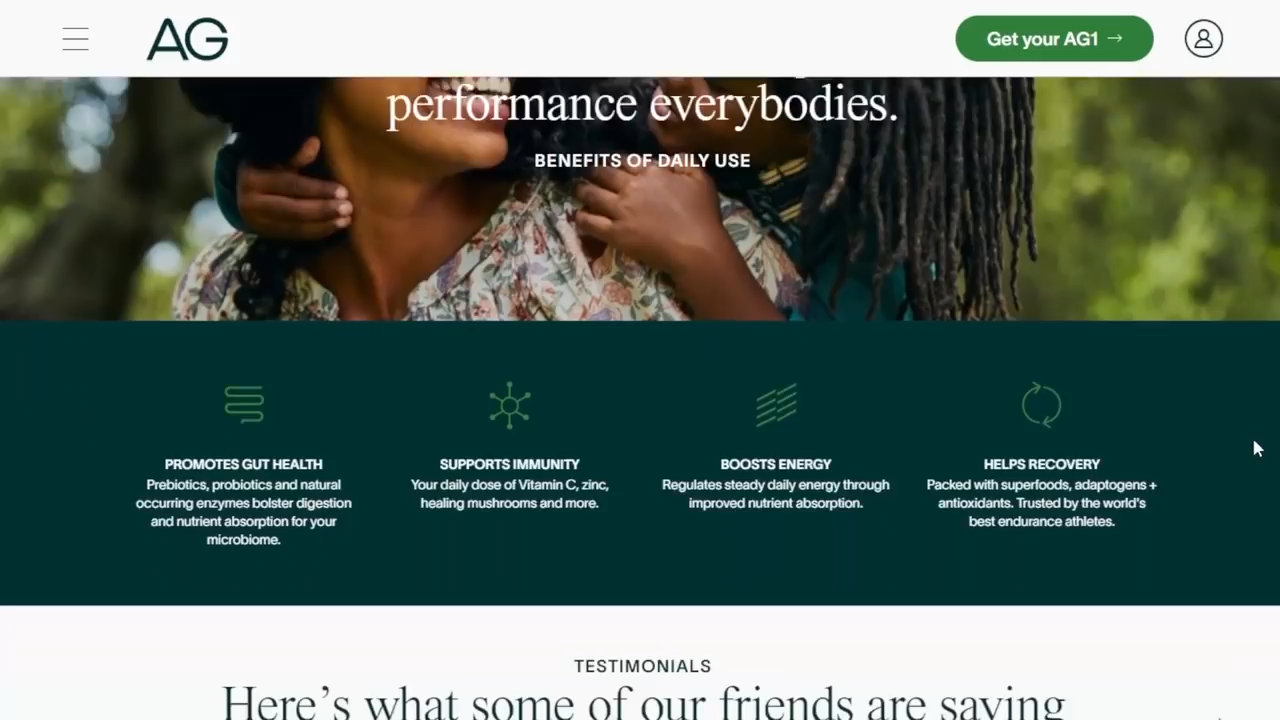 AG
Get your AG1 →
performance everybodies.
BENEFITS OF DAILY USE
PROMOTES GUT HEALTH
Prebiotics, probiotics and natural
occurring enzymes bolster digestion
and nutrient absorption for your
microbiome.
SUPPORTS IMMUNITY
Your daily dose of Vitamin C, zinc,
healing mushrooms and more.
BOOSTS ENERGY
Regulates steady daily energy through
improved nutrient absorption.
HELPS RECOVERY
Packed with superfoods, adaptogens +
antioxidants. Trusted by the world's
best endurance athletes.
TESTIMONIALS
Here's what some of our friends are saying